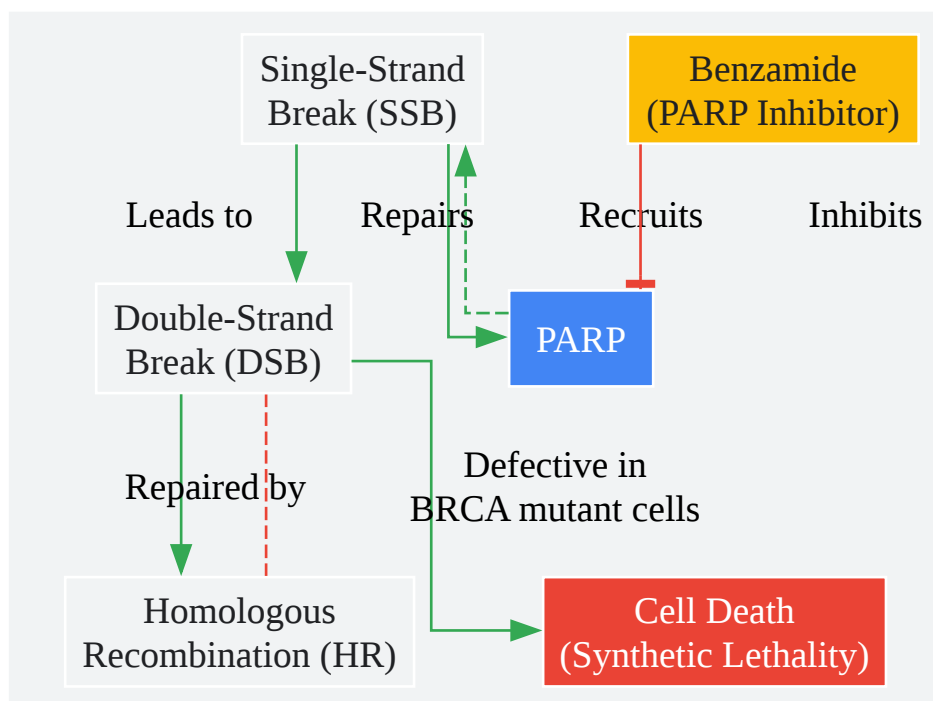 Single-Strand
Break (SSB)
Benzamide
(PARP Inhibitor)
Leads to
Repairs
Recruits
Inhibits
Double-Strand
Break (DSB)
PARP
Repaired by
Defective in
BRCA mutant cells
Homologous
Recombination (HR)
Cell Death
(Synthetic Lethality)